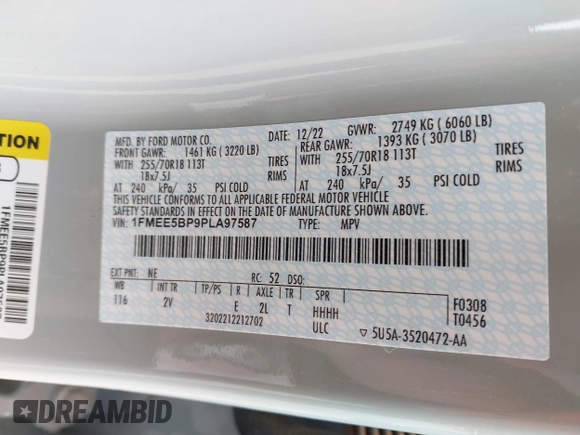 MFD. BY FORD MOTOR CO. 12/22 GVWR: 2749 KG ( 6060 LB)
FRONT GAWR: 1461 KG ( 3220 LB) REAR GAWR: 1393 KG ( 3070 LB)
WITH 255/70R18 113T TIRES WITH 255/70R18 113T TIRES
18x7.5J RIMS 18x7.5J RIMS
AT 240 kPa/ 35 PSI COLD AT 240 kPa/ 35 PSI COLD
THIS VEHICLE CONFORMS TO ALL APPLICABLE FEDERAL MOTOR VEHICLE
SAFETY STANDARDS IN EFFECT ON THE DATE OF MANUFACTURE SHOWN ABOVE.
VIN: 1FMEE5BP9PLA97587 TYPE: MPV
EXT PNT: NE RC: 52 DSO:
WB INT TR TP/PS R AXLE TR SPR
116 2V E 2L T HHHH
3202212212702 ULC
F0308
T0456
▽ 5U5A-3520472-AA
DREAMBID